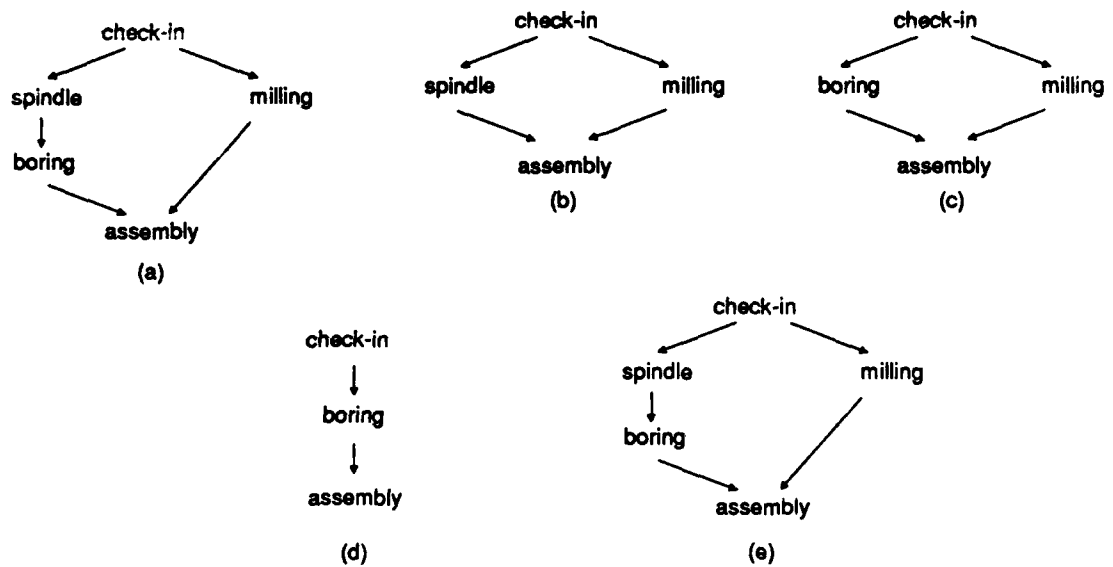 check-in
spindle milling
boring
assembly
(a)
check-in
spindle milling
assembly
(b)
check-in
boring milling
assembly
(c)
check-in
boring
assembly
(d)
check-in
spindle milling
boring
assembly
(e)